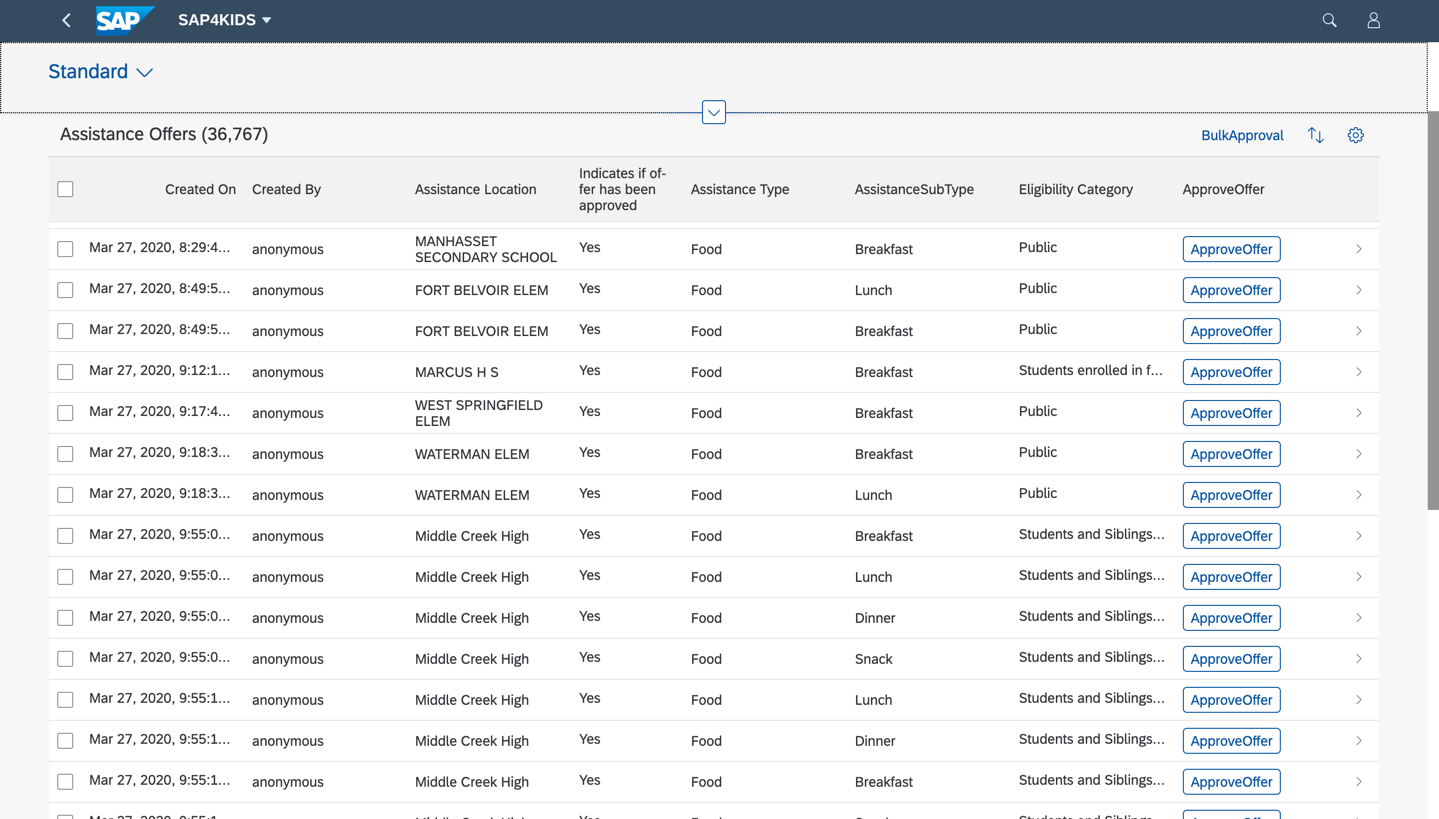 SAP SAP4KIDS
Standard
Assistance Offers (36,767) BulkApproval
Created On Created By Assistance Location Indicates if of-
fer has been
approved Assistance Type AssistanceSubType Eligibility Category ApproveOffer
Mar 27, 2020, 8:29:4... anonymous MANHASSET
SECONDARY SCHOOL Yes Food Breakfast Public ApproveOffer
Mar 27, 2020, 8:49:5... anonymous FORT BELVOIR ELEM Yes Food Lunch Public ApproveOffer
Mar 27, 2020, 8:49:5... anonymous FORT BELVOIR ELEM Yes Food Breakfast Public ApproveOffer
Mar 27, 2020, 9:12:1... anonymous MARCUS H S Yes Food Breakfast Students enrolled in f... ApproveOffer
Mar 27, 2020, 9:17:4... anonymous WEST SPRINGFIELD
ELEM Yes Food Breakfast Public ApproveOffer
Mar 27, 2020, 9:18:3... anonymous WATERMAN ELEM Yes Food Breakfast Public ApproveOffer
Mar 27, 2020, 9:18:3... anonymous WATERMAN ELEM Yes Food Lunch Public ApproveOffer
Mar 27, 2020, 9:55:0... anonymous Middle Creek High Yes Food Breakfast Students and Siblings... ApproveOffer
Mar 27, 2020, 9:55:0... anonymous Middle Creek High Yes Food Lunch Students and Siblings... ApproveOffer
Mar 27, 2020, 9:55:0... anonymous Middle Creek High Yes Food Dinner Students and Siblings... ApproveOffer
Mar 27, 2020, 9:55:0... anonymous Middle Creek High Yes Food Snack Students and Siblings... ApproveOffer
Mar 27, 2020, 9:55:1... anonymous Middle Creek High Yes Food Lunch Students and Siblings... ApproveOffer
Mar 27, 2020, 9:55:1... anonymous Middle Creek High Yes Food Dinner Students and Siblings... ApproveOffer
Mar 27, 2020, 9:55:1... anonymous Middle Creek High Yes Food Breakfast Students and Siblings... ApproveOffer